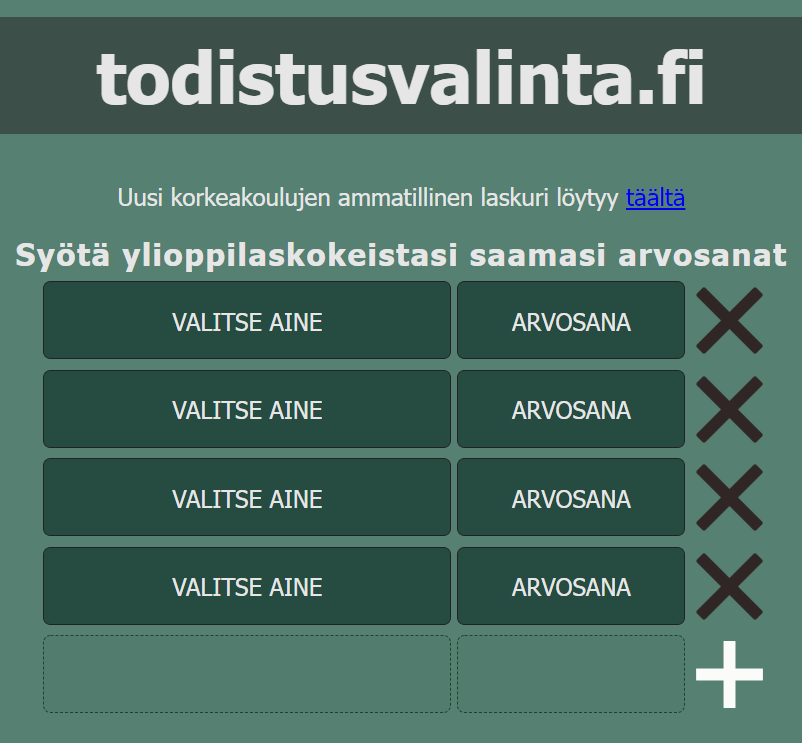 todistusvalinta.fi
Uusi korkeakoulujen ammatillinen laskuri löytyy täältä
Syötä ylioppilaskokeistasi saamasi arvosanat
VALITSE AINE ARVOSANA
VALITSE AINE ARVOSANA
VALITSE AINE ARVOSANA
VALITSE AINE ARVOSANA